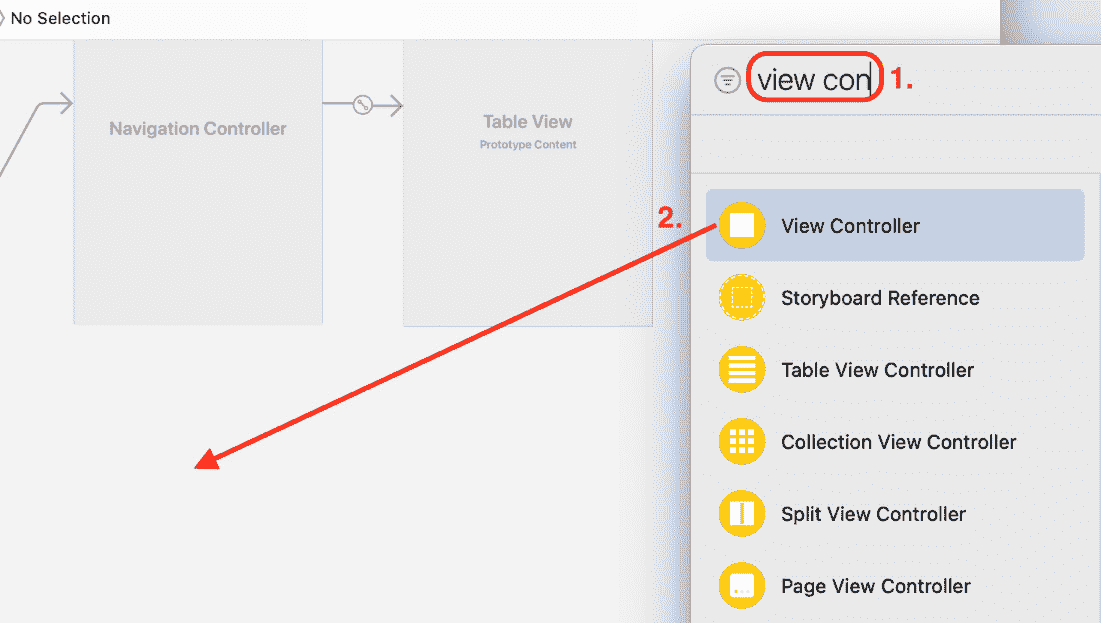 No Selection
view con
1.
Navigation Controller
Table View
Prototype Content
2.
View Controller
Storyboard Reference
Table View Controller
Collection View Controller
Split View Controller
Page View Controller